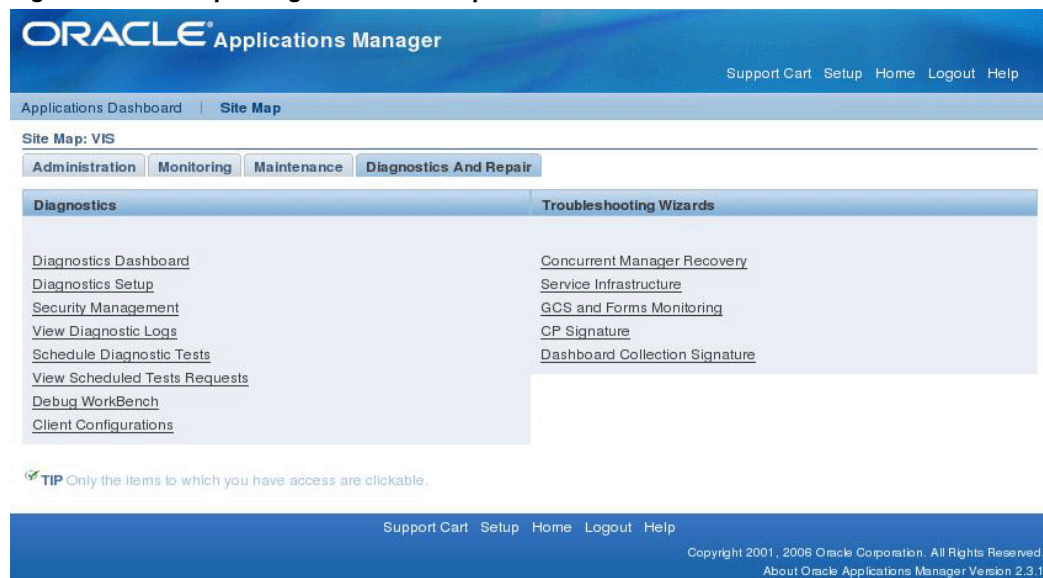 ORACLE® Applications Manager
Support Cart Setup Home Logout Help
Applications Dashboard | Site Map
Site Map: VIS
Administration Monitoring Maintenance Diagnostics And Repair
Diagnostics
Diagnostics Dashboard
Diagnostics Setup
Security Management
View Diagnostic Logs
Schedule Diagnostic Tests
View Scheduled Tests Requests
Debug WorkBench
Client Configurations
Troubleshooting Wizards
Concurrent Manager Recovery
Service Infrastructure
GCS and Forms Monitoring
CP Signature
Dashboard Collection Signature
TIP Only the items to which you have access are clickable.
Support Cart Setup Home Logout Help
Copyright 2001, 2006 Oracle Corporation. All Rights Reserved.
About Oracle Applications Manager Version 2.3.1